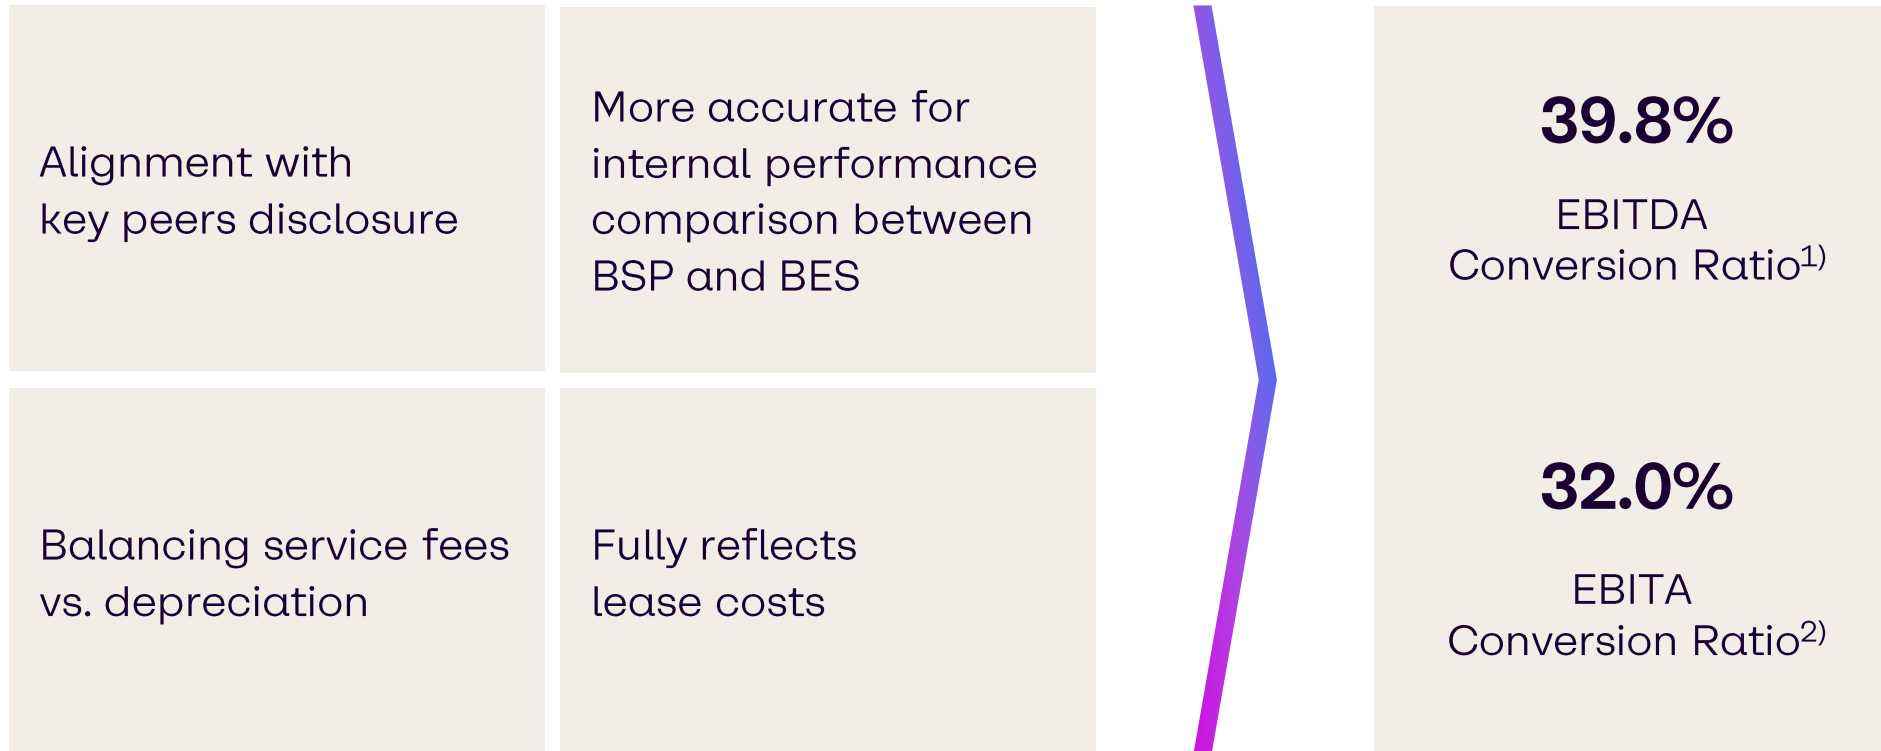 Alignment with
key peers disclosure
More accurate for
internal performance
comparison between
BSP and BES
Balancing service fees
vs. depreciation
Fully reflects
lease costs
39.8%
EBITDA
Conversion Ratio1)
32.0%
EBITA
Conversion Ratio2)